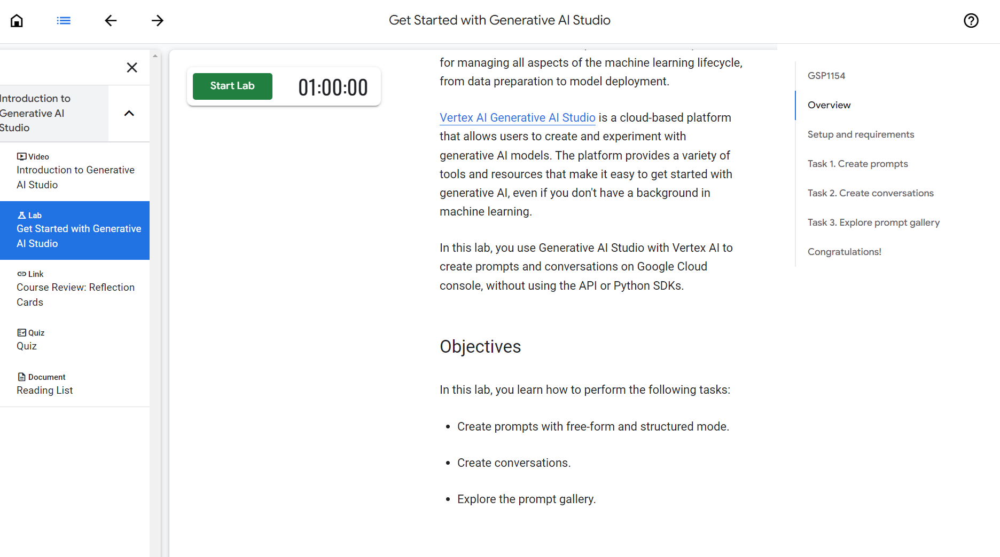 Get Started with Generative AI Studio
Introduction to
Generative AI
Studio
Video
Introduction to Generative
AI Studio
Lab
Get Started with Generative
AI Studio
Link
Course Review: Reflection
Cards
Quiz
Quiz
Document
Reading List
Start Lab
01:00:00
for managing all aspects of the machine learning lifecycle,
from data preparation to model deployment.
Vertex AI Generative AI Studio is a cloud-based platform
that allows users to create and experiment with
generative AI models. The platform provides a variety of
tools and resources that make it easy to get started with
generative AI, even if you don't have a background in
machine learning.
In this lab, you use Generative AI Studio with Vertex AI to
create prompts and conversations on Google Cloud
console, without using the API or Python SDKs.
Objectives
In this lab, you learn how to perform the following tasks:
• Create prompts with free-form and structured mode.
• Create conversations.
• Explore the prompt gallery.
GSP1154
Overview
Setup and requirements
Task 1. Create prompts
Task 2. Create conversations
Task 3. Explore prompt gallery
Congratulations!